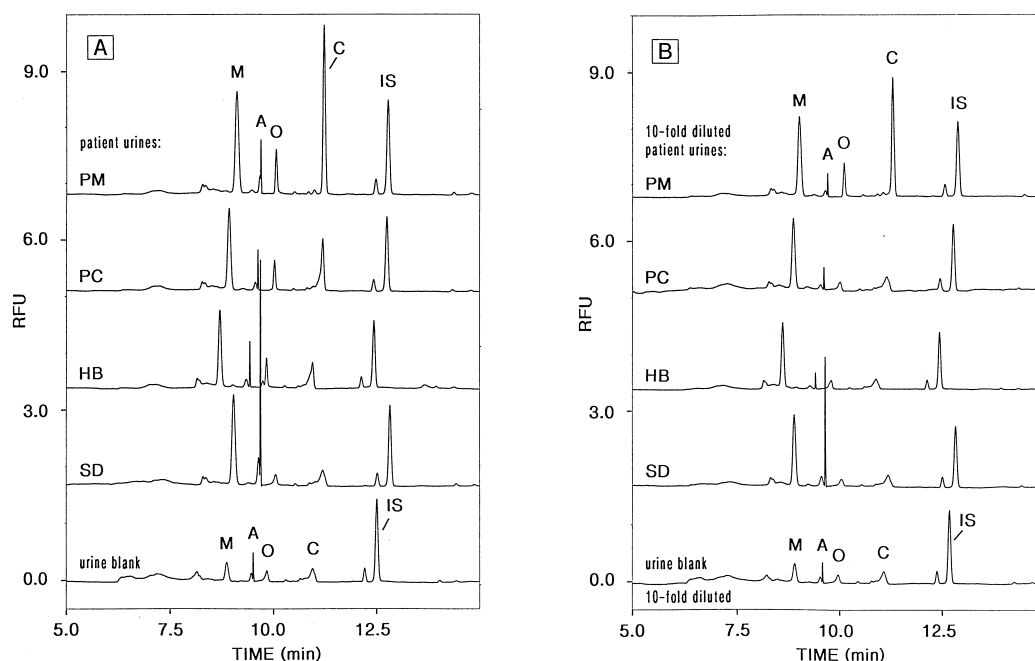 A
C
M
IS
9.0
A
O
patient urines:
PM
6.0
PC
RFU
HB
3.0
SD
IS
A
M
O
C
urine blank
0.0
5.0 7.5 10.0 12.5
TIME (min)
B
C
9.0
M
IS
10-fold diluted
O
patient urines:
A
PM
6.0
PC
RFU
HB
3.0
SD
IS
M A
O C
urine blank
0.0
10-fold diluted
5.0 7.5 10.0 12.5
TIME (min)